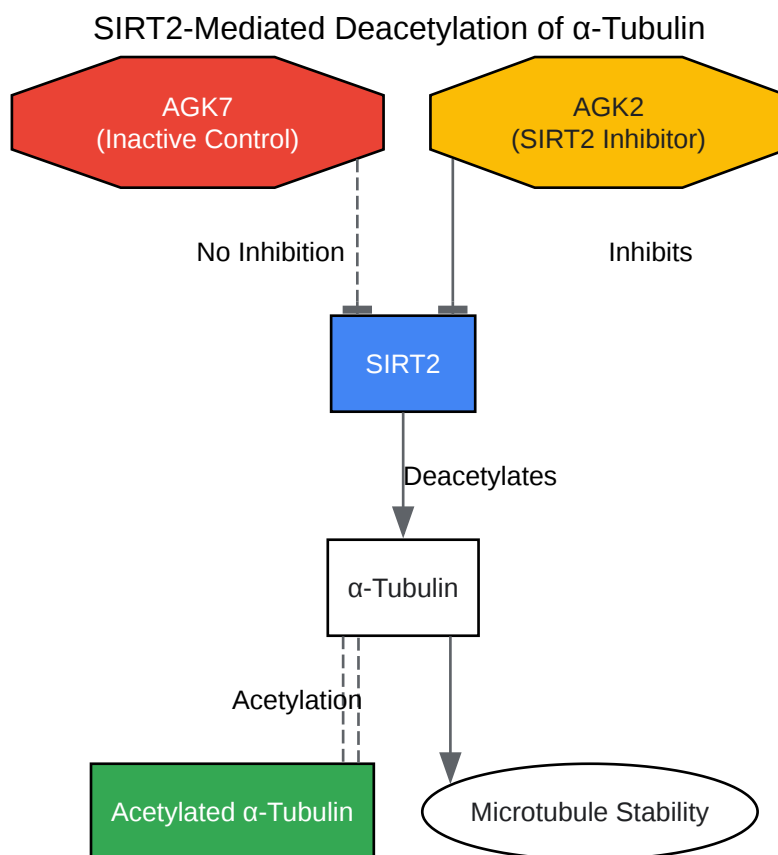 SIRT2-Mediated Deacetylation of α-Tubulin
AGK7
(Inactive Control)
AGK2
(SIRT2 Inhibitor)
No Inhibition
Inhibits
SIRT2
Deacetylates
α-Tubulin
Acetylation
Acetylated α-Tubulin
Microtubule Stability